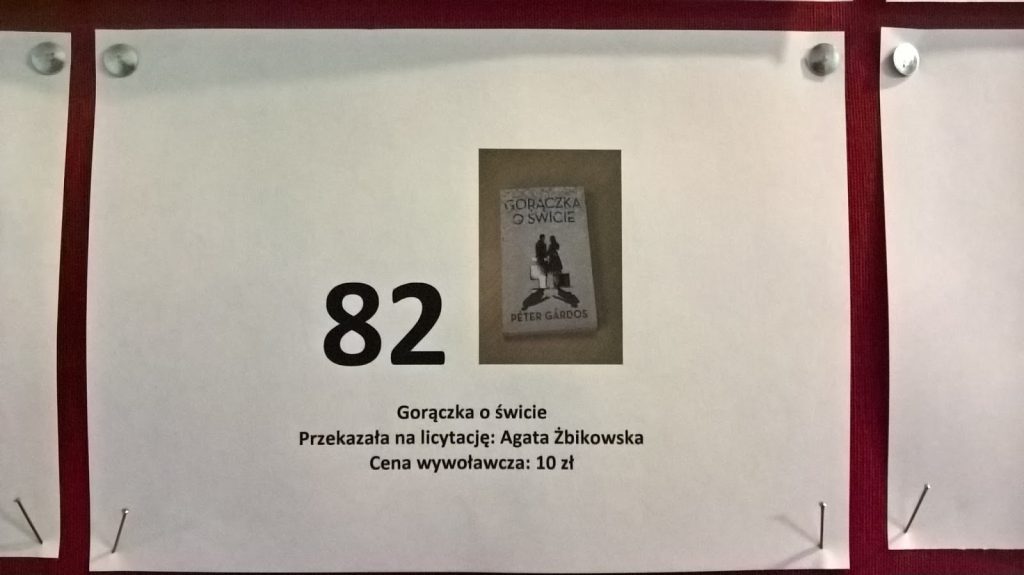 GORĄCZKA
O ŚWICIE
PÉTER GÁRDOS
82
Gorączka o świcie
Przekazała na licytację: Agata Żbikowska
Cena wywoławcza: 10 zł